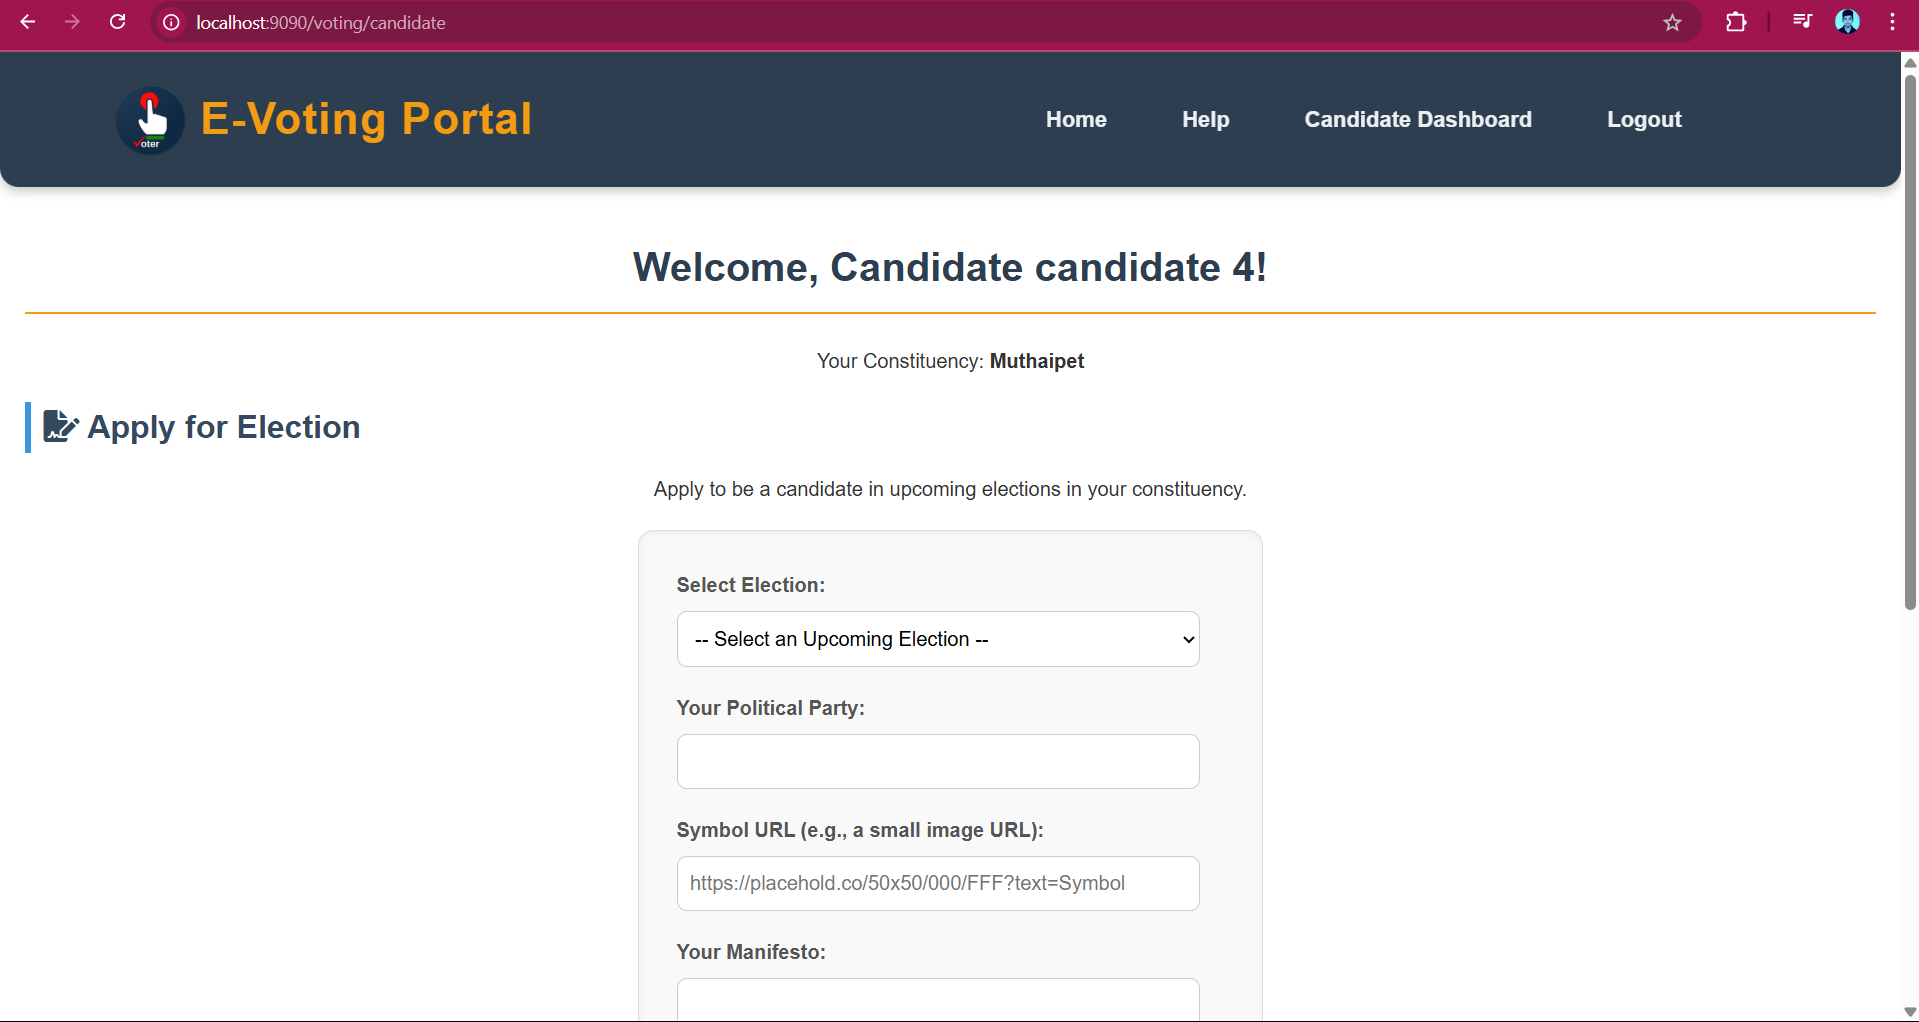 localhost:9090/voting/candidate
Voter
E-Voting Portal
Home
Help
Candidate Dashboard
Logout
Welcome, Candidate candidate 4!
Your Constituency: Muthaipet
Apply for Election
Apply to be a candidate in upcoming elections in your constituency.
Select Election:
-- Select an Upcoming Election --
Your Political Party:
Symbol URL (e.g., a small image URL):
https://placehold.co/50x50/000/FFF?text=Symbol
Your Manifesto: